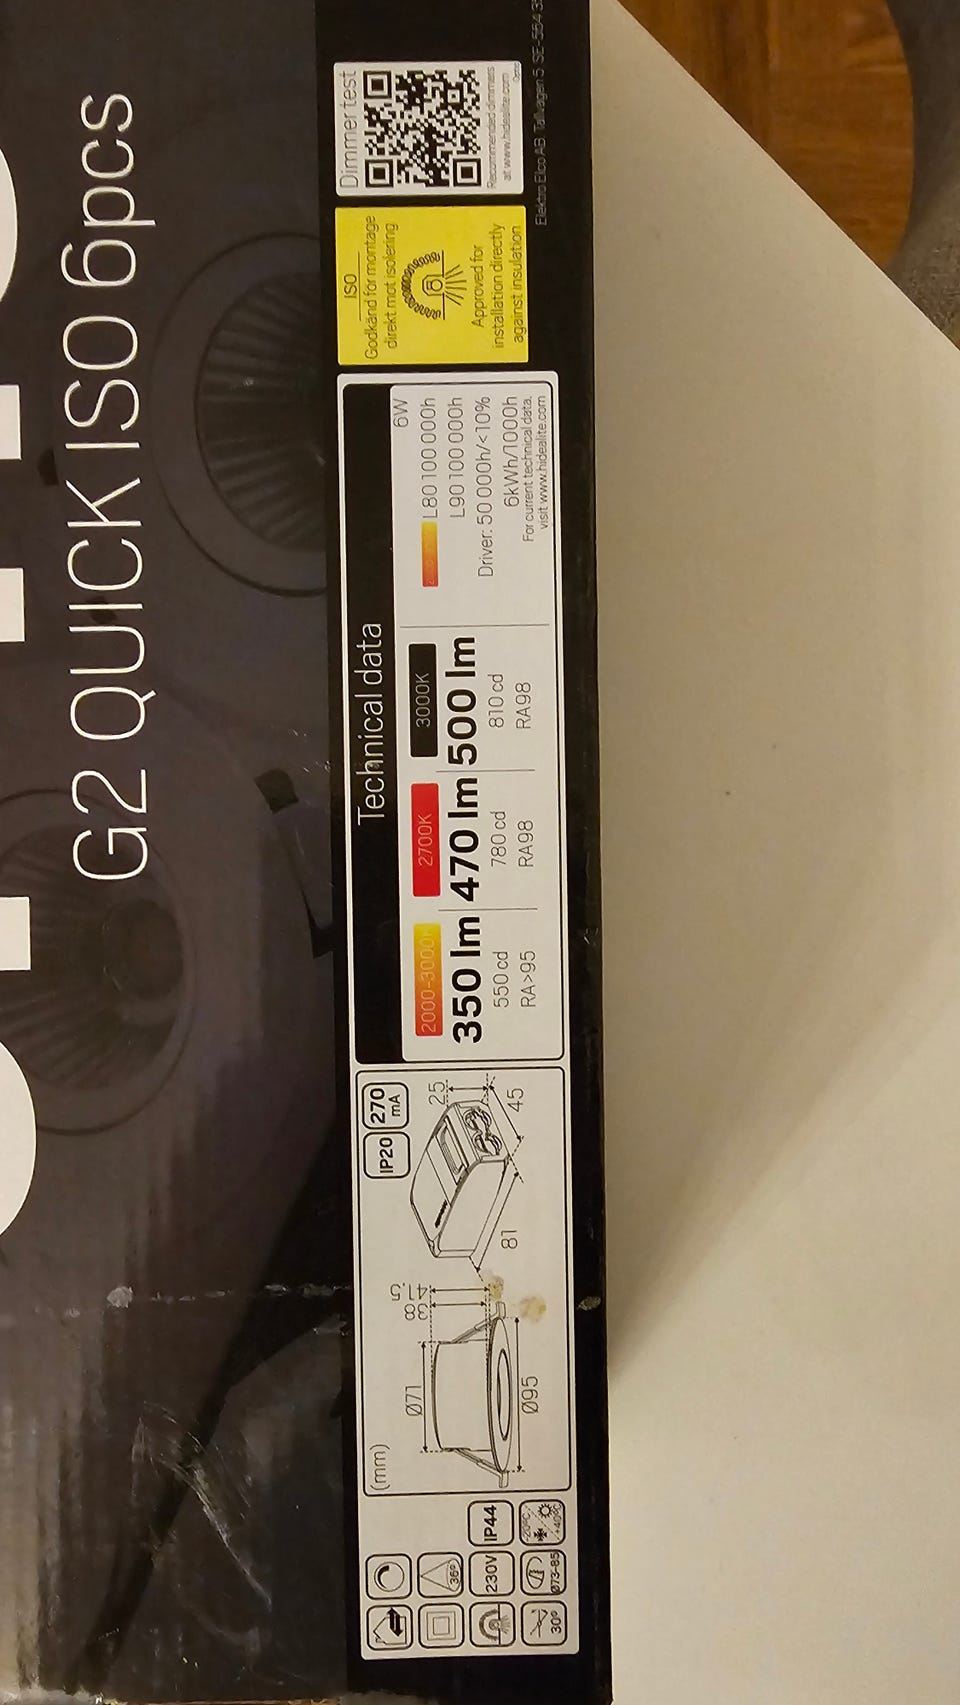 G2 QUICK ISO 6pcs
30°
Ø73-85
-20°C
+40°C
36°
230V
IP44
(mm)
Ø71
Ø95
38
41.5
IP20
270
mA
81
45
25
Technical data
2000-3000K
350 lm
550 cd
RA>95
2700K
470 lm
780 cd
RA98
3000K
500 lm
810 cd
RA98
6W
L80 100 000h
L90 100 000h
Driver: 50 000h/<10%
6kWh/1000h
For current technical data.
visit www.hidealite.com
ISO
Godkänd för montage
direkt mot isolering
Approved for
installation directly
against insulation
Dimmer test
Recommended dimmers
at www.hidealite.com
Elektro Elco AB Tallvägen 5 SE-564 35